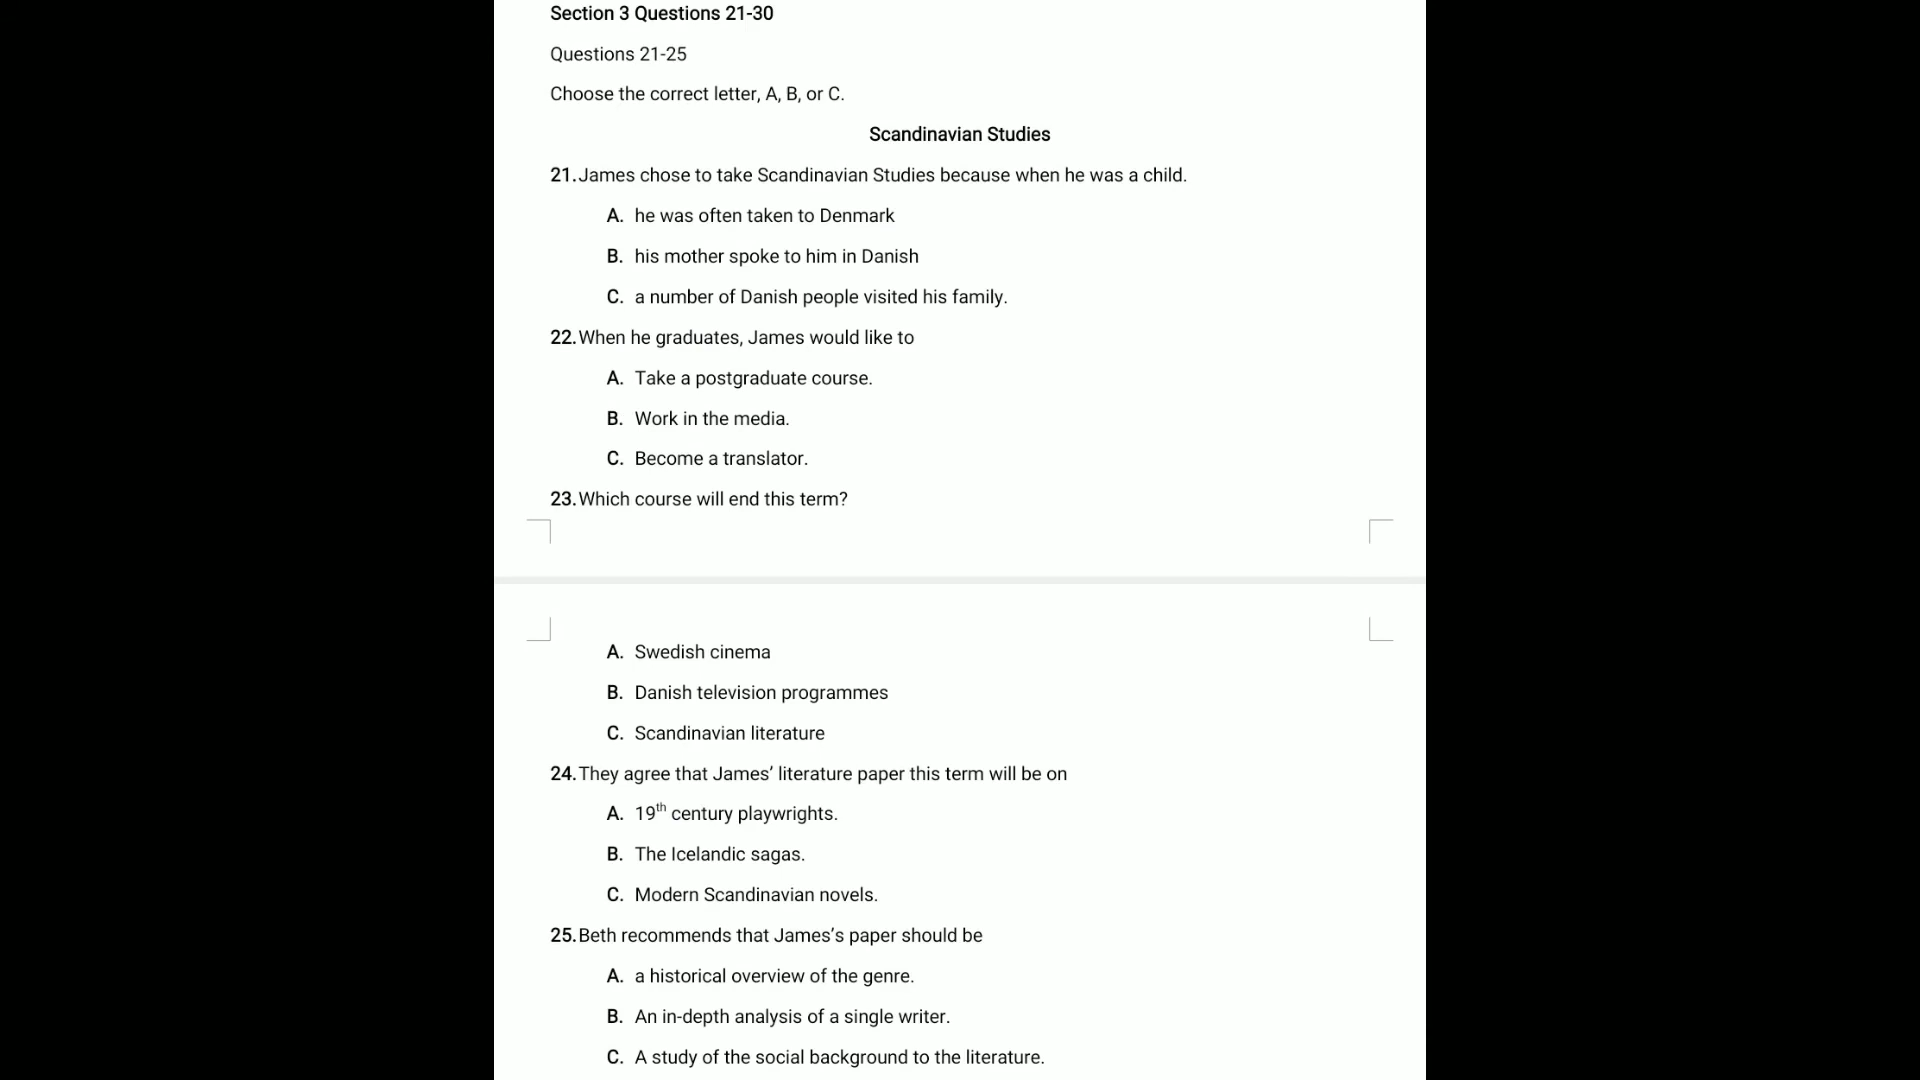 Section 3 Questions 21-30
Questions 21-25
Choose the correct letter, A, B, or C.
Scandinavian Studies
21.James chose to take Scandinavian Studies because when he was a child.
A. he was often taken to Denmark
B. his mother spoke to him in Danish
C. a number of Danish people visited his family.
22.When he graduates, James would like to
A. Take a postgraduate course.
B. Work in the media.
C. Become a translator.
23.Which course will end this term?
A. Swedish cinema
B. Danish television programmes
C. Scandinavian literature
24.They agree that James’ literature paper this term will be on
A. 19th century playwrights.
B. The Icelandic sagas.
C. Modern Scandinavian novels.
25.Beth recommends that James’s paper should be
A. a historical overview of the genre.
B. An in-depth analysis of a single writer.
C. A study of the social background to the literature.